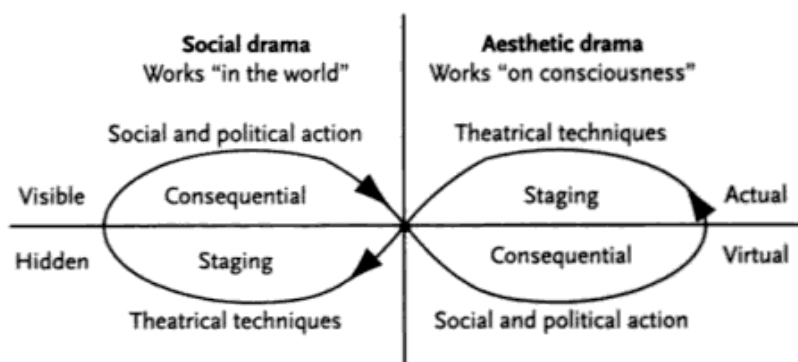 Social drama
Works “in the world”
Aesthetic drama
Works “on consciousness”
Social and political action
Theatrical techniques
Visible
Consequential
Staging
Actual
Hidden
Staging
Consequential
Virtual
Theatrical techniques
Social and political action